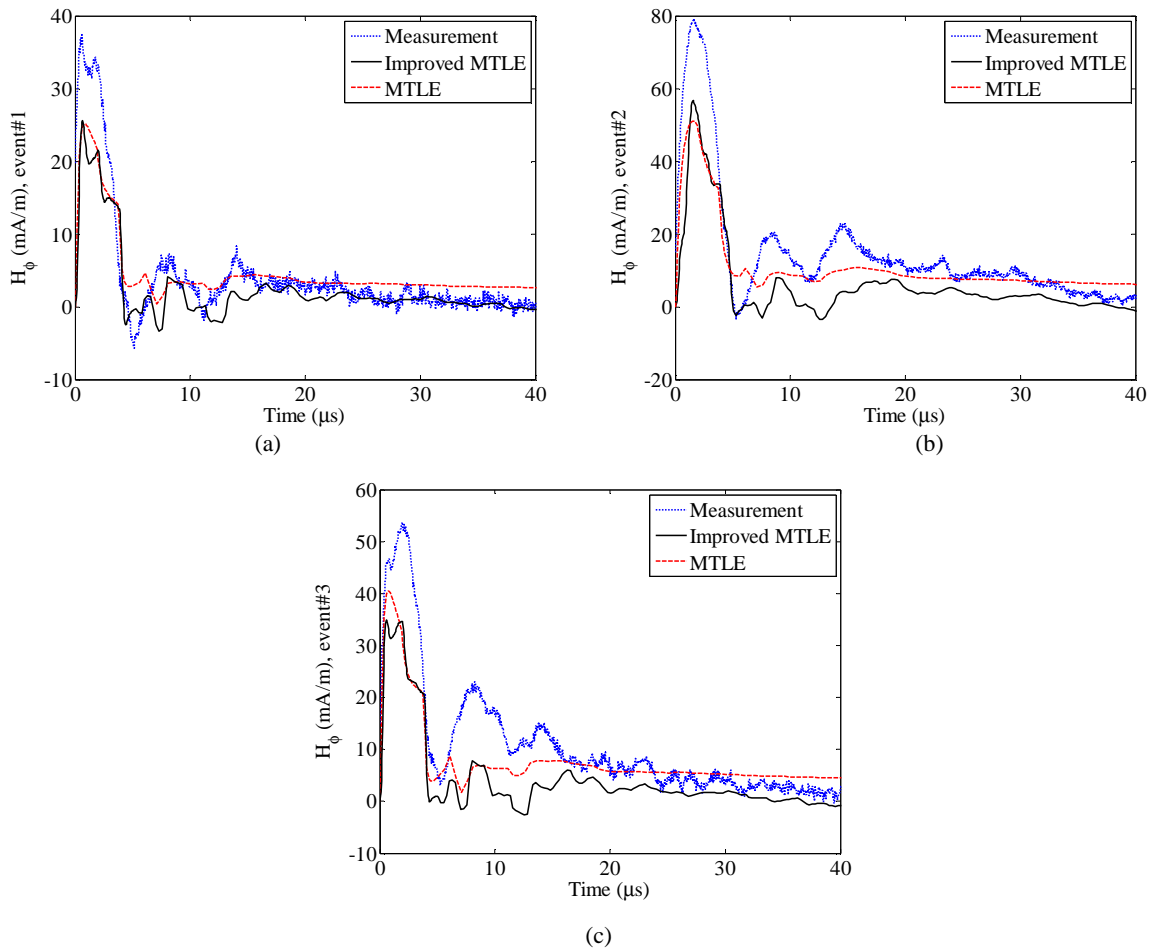 40
30
20
10
0
-10
0
10
20
30
40
H_ϕ (mA/m), event#1
Time (μs)
Measurement
Improved MTLE
MTLE
(a)
80
60
40
20
0
-20
0
10
20
30
40
H_ϕ (mA/m), event#2
Time (μs)
Measurement
Improved MTLE
MTLE
(b)
60
50
40
30
20
10
0
-10
0
10
20
30
40
H_ϕ (mA/m), event#3
Time (μs)
Measurement
Improved MTLE
MTLE
(c)